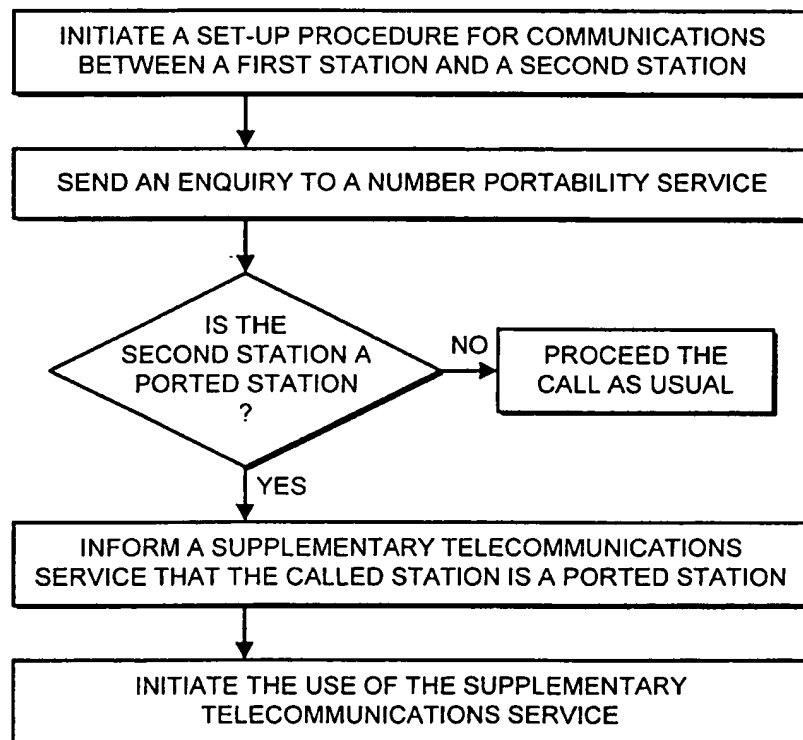 INITIATE A SET-UP PROCEDURE FOR COMMUNICATIONS
BETWEEN A FIRST STATION AND A SECOND STATION
SEND AN ENQUIRY TO A NUMBER PORTABILITY SERVICE
IS THE
SECOND STATION A
PORTED STATION
?
NO
PROCEED THE
CALL AS USUAL
YES
INFORM A SUPPLEMENTARY TELECOMMUNICATIONS
SERVICE THAT THE CALLED STATION IS A PORTED STATION
INITIATE THE USE OF THE SUPPLEMENTARY
TELECOMMUNICATIONS SERVICE